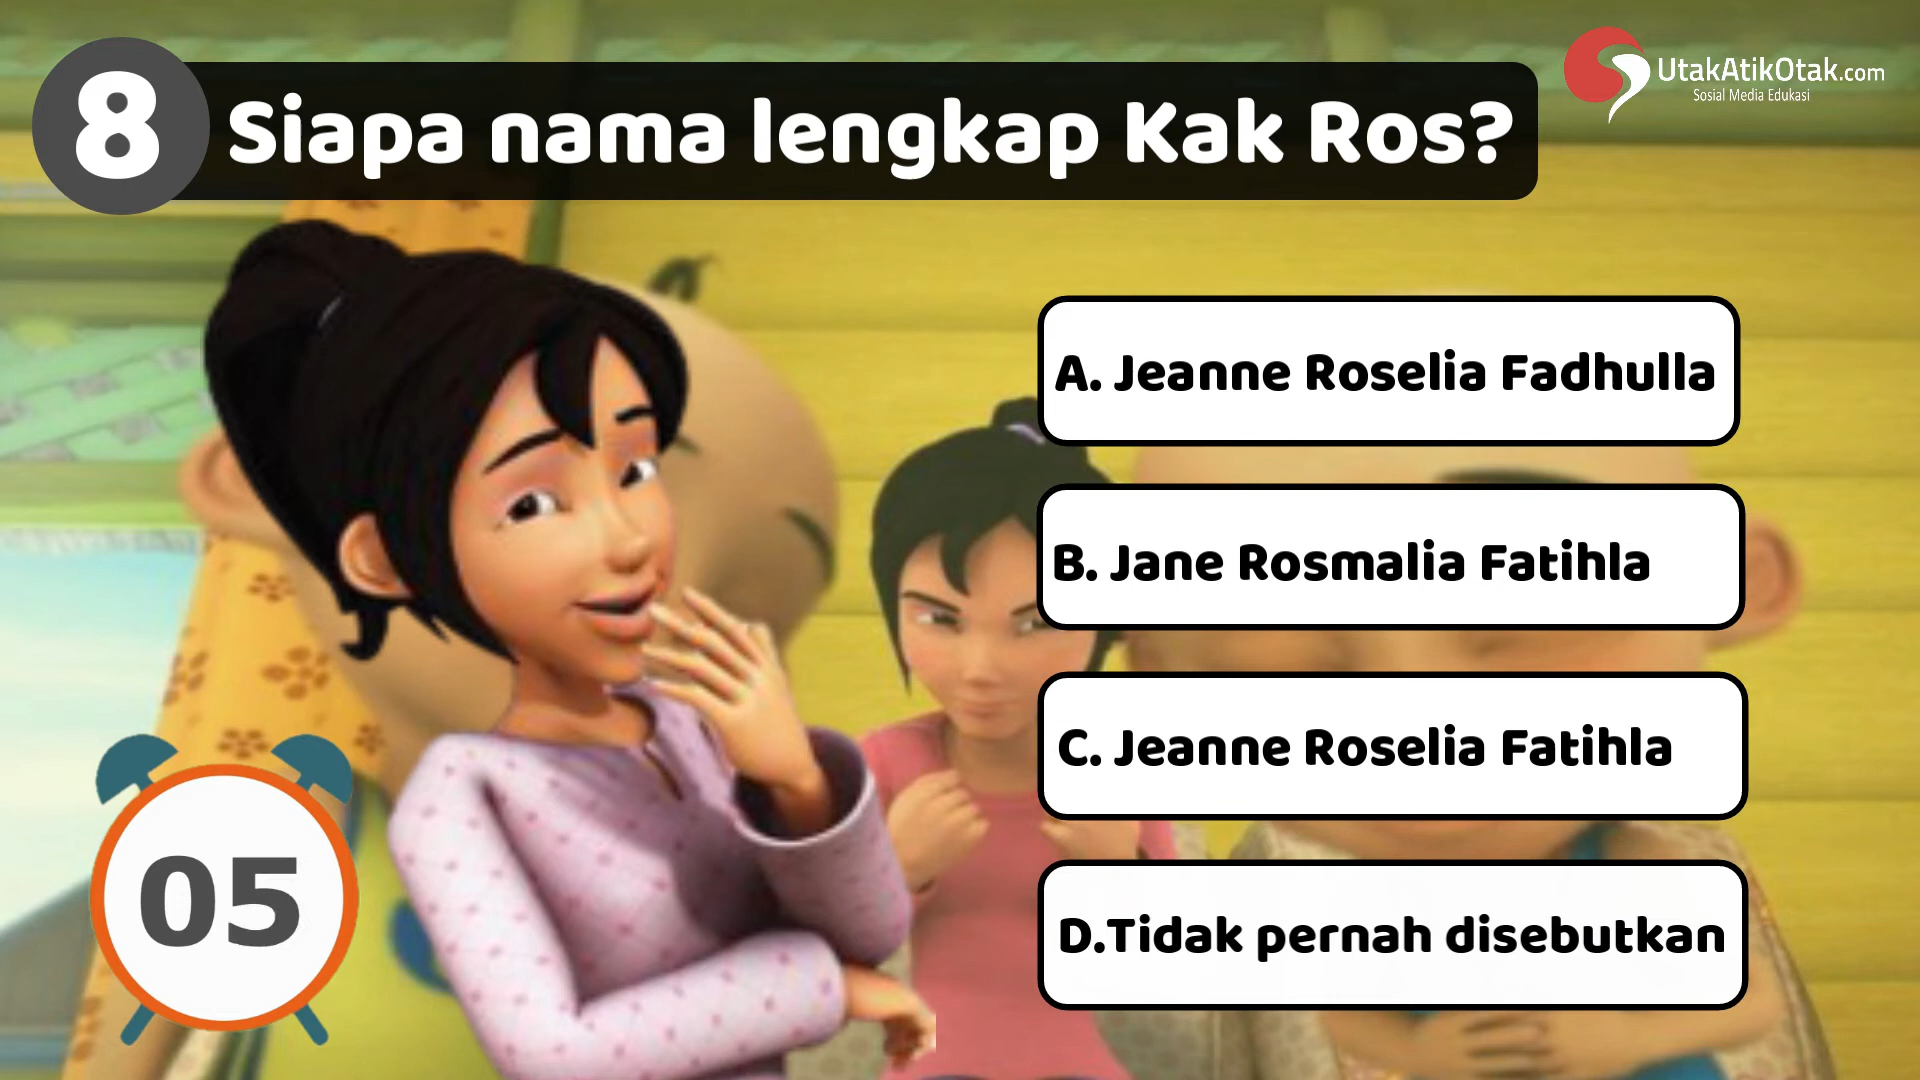 8
Siapa nama lengkap Kak Ros?
UtakAtikOtak.com
Sosial Media Edukasi
A. Jeanne Roselia Fadhulla
B. Jane Rosmalia Fatihla
C. Jeanne Roselia Fatihla
D.Tidak pernah disebutkan
05